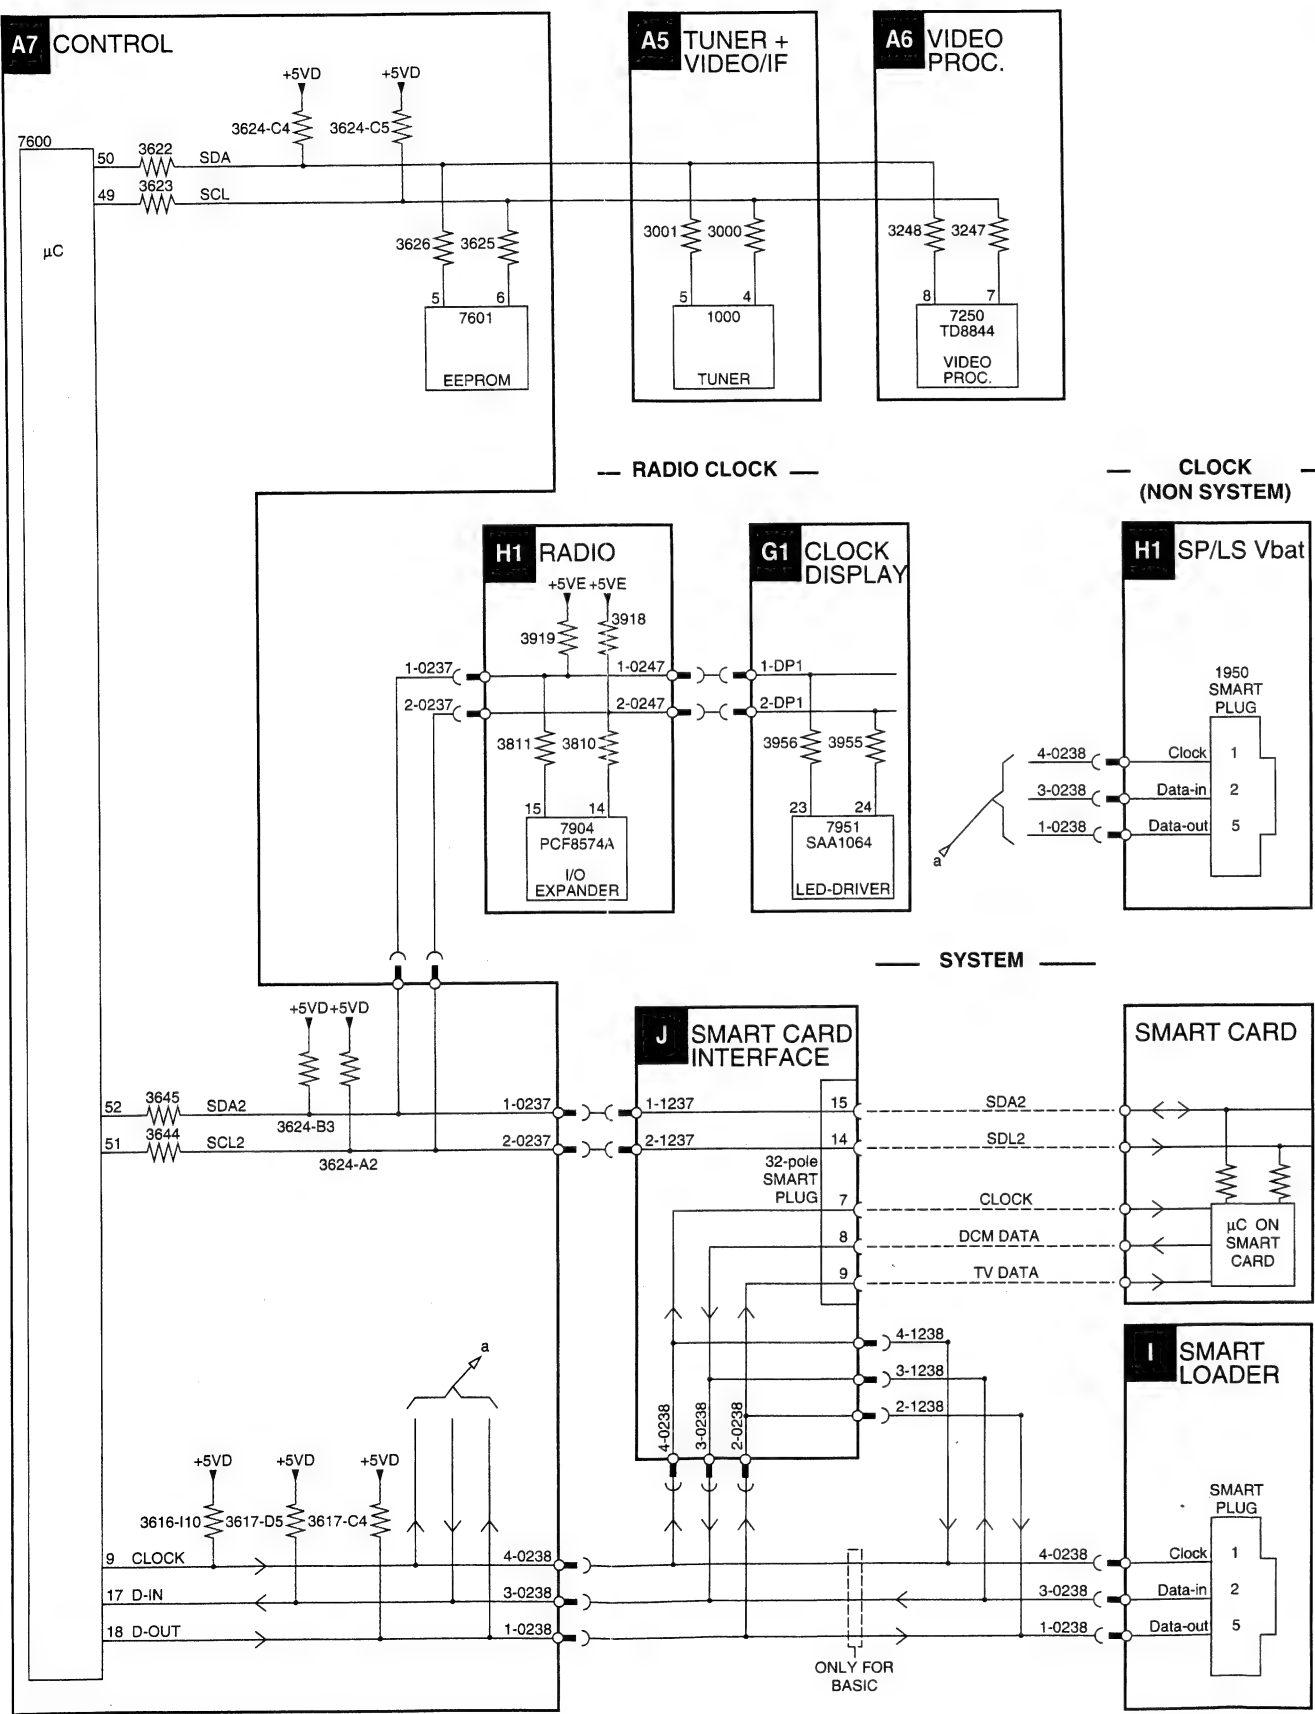 A7 CONTROL
A5 TUNER +
VIDEO/IF
A6 VIDEO
PROC.
+5VD
+5VD
3624-C4
3624-C5
7600
50
3622
SDA
49
3623
SCL
µC
3626
3625
3001
3000
3248
3247
5
6
5
4
8
7
7601
EEPROM
1000
TUNER
7250
TD8844
VIDEO
PROC.
RADIO CLOCK
CLOCK
(NON SYSTEM)
H1 RADIO
+5VE +5VE
3918
3919
G1 CLOCK
DISPLAY
H1 SP/LS Vbat
1-0237
1-0247
1-DP1
2-0237
2-0247
2-DP1
3811
3810
3956
3955
15
14
23
24
7904
PCF8574A
I/O
EXPANDER
7951
SAA1064
LED-DRIVER
1950
SMART
PLUG
4-0238
Clock
1
3-0238
Data-in
2
1-0238
Data-out
5
a
SYSTEM
+5VD +5VD
J SMART CARD
INTERFACE
SMART CARD
52
3645
SDA2
3624-B3
1-0237
1-1237
15
SDA2
51
3644
SCL2
3624-A2
2-0237
2-1237
14
SDL2
32-pole
SMART
PLUG
7
CLOCK
8
DCM DATA
9
TV DATA
µC ON
SMART
CARD
4-1238
3-1238
2-1238
4-0238
3-0238
2-0238
I SMART
LOADER
a
+5VD
+5VD
+5VD
3616-I10
3617-D5
3617-C4
SMART
PLUG
9 CLOCK
4-0238
4-0238
Clock
1
17 D-IN
3-0238
3-0238
Data-in
2
18 D-OUT
1-0238
1-0238
Data-out
5
ONLY FOR
BASIC